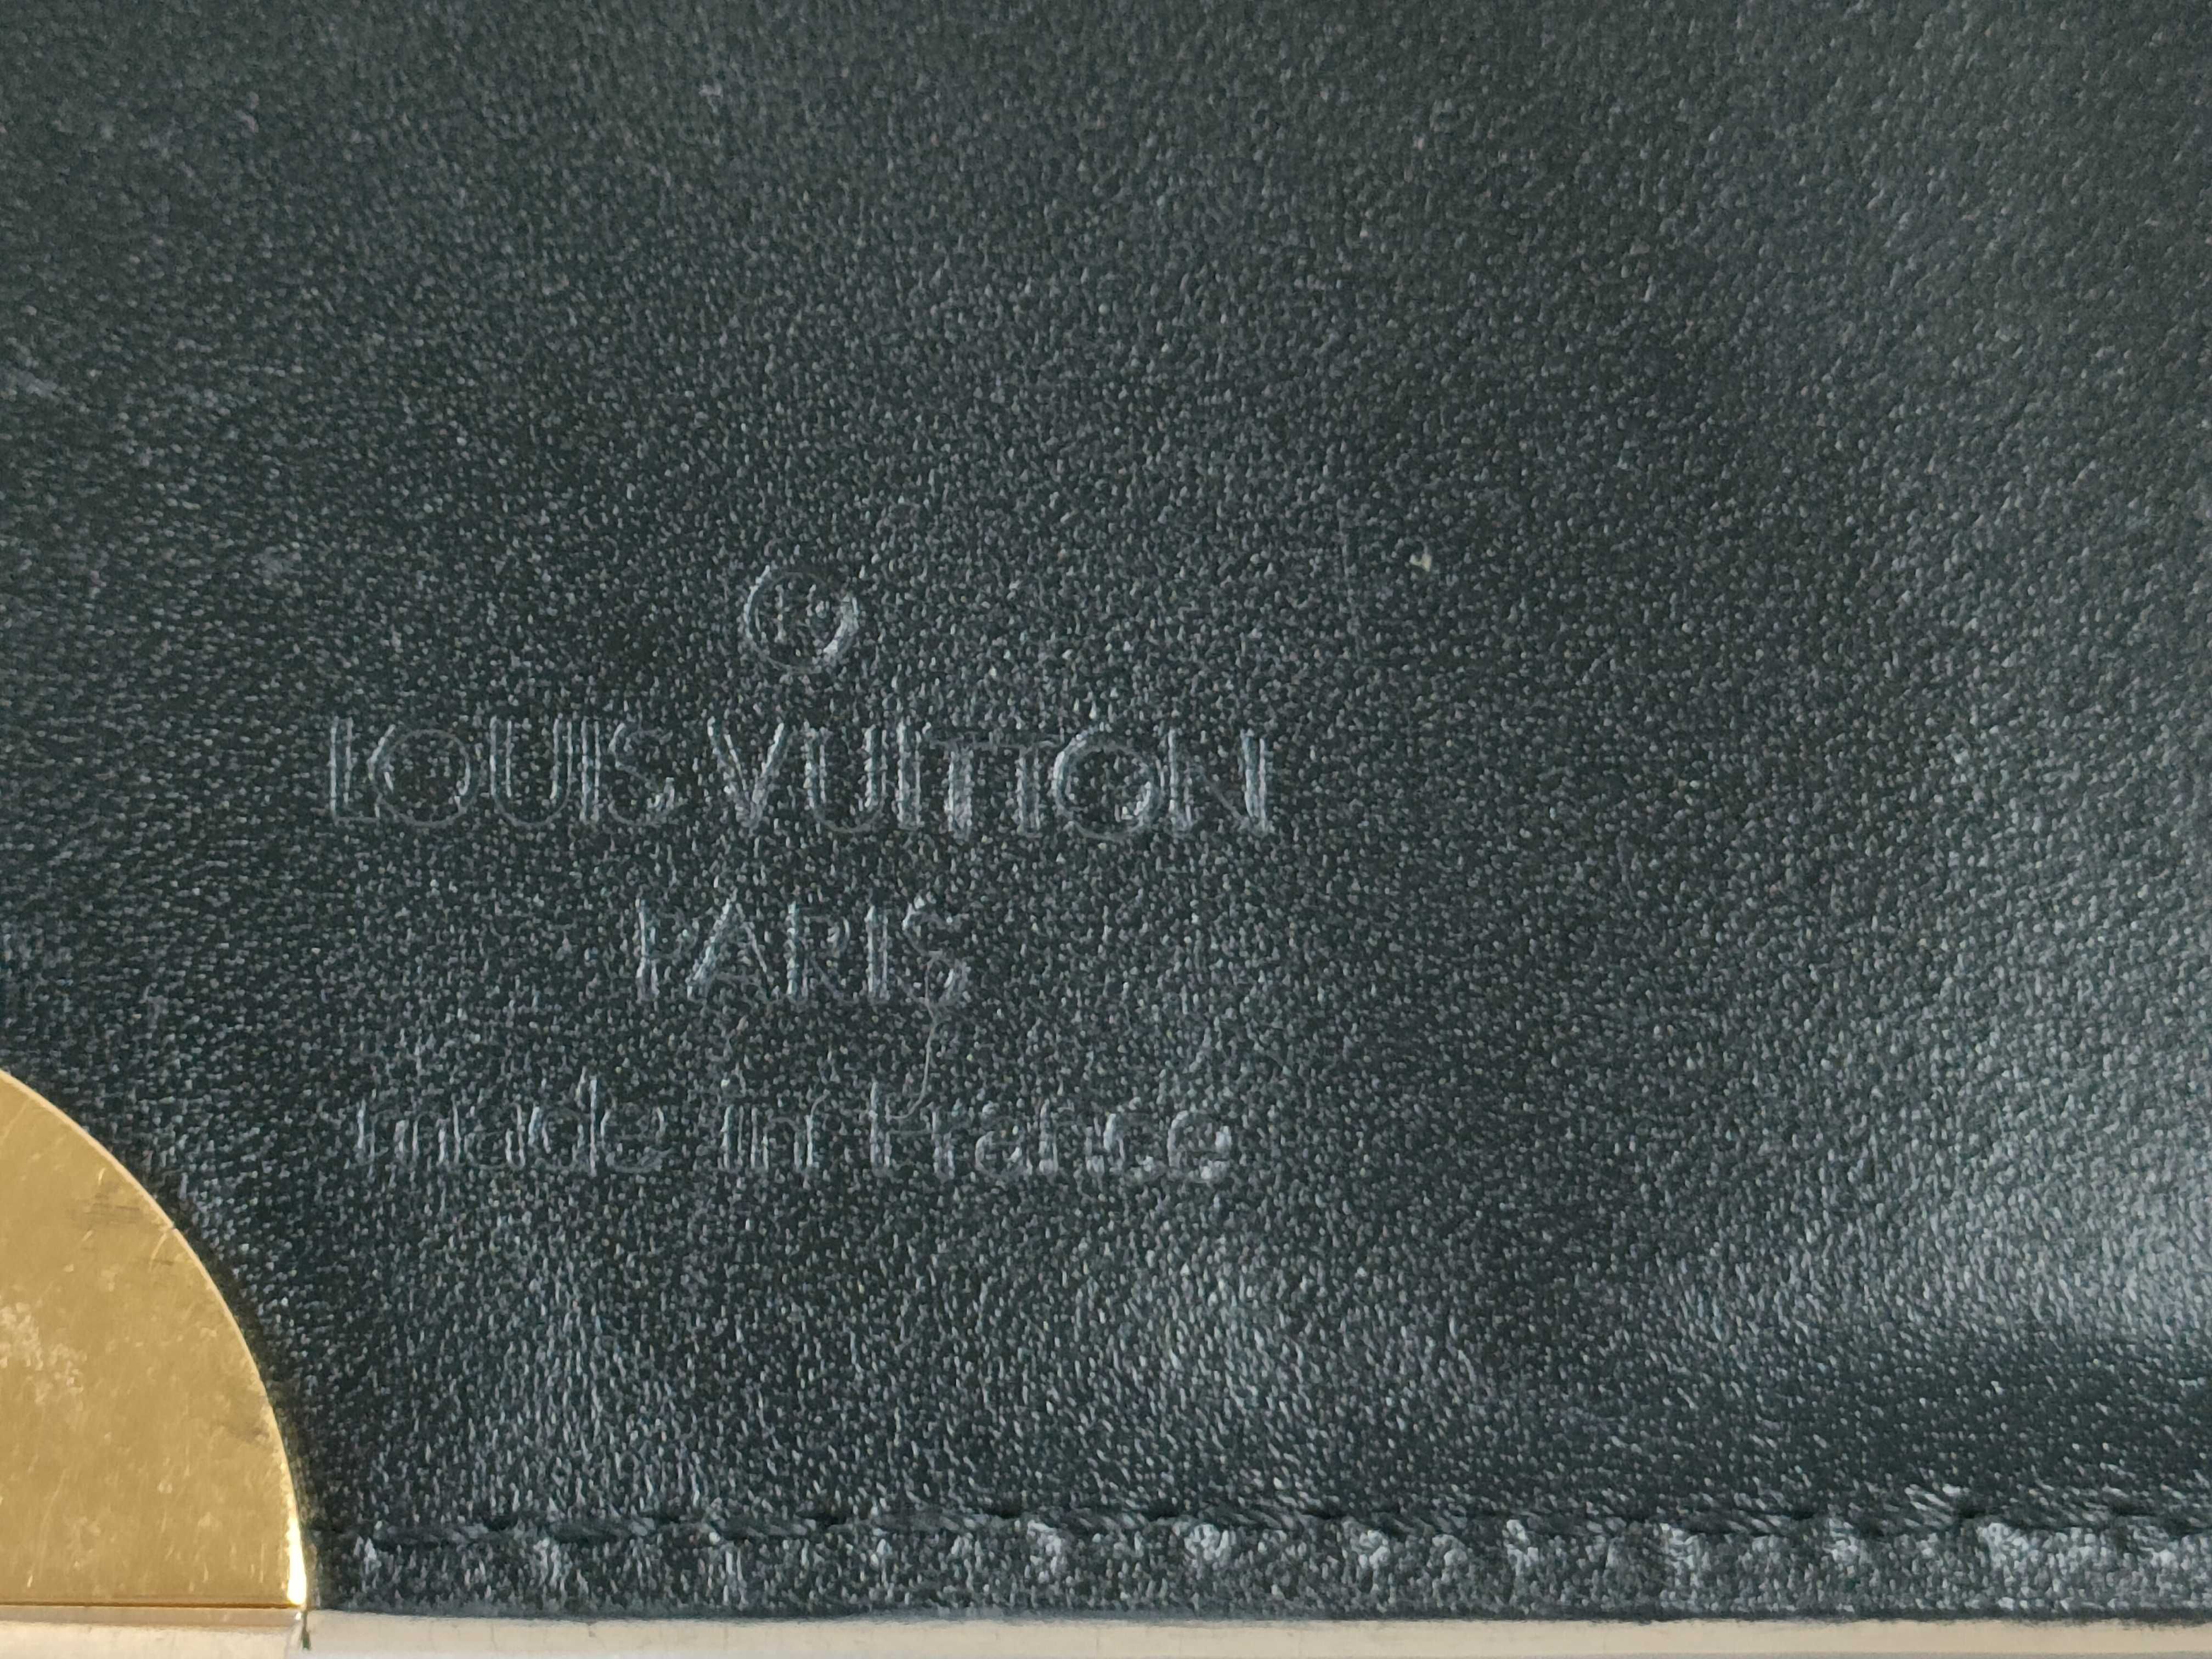 ®
LOUIS VUITTON
PARIS
made in France